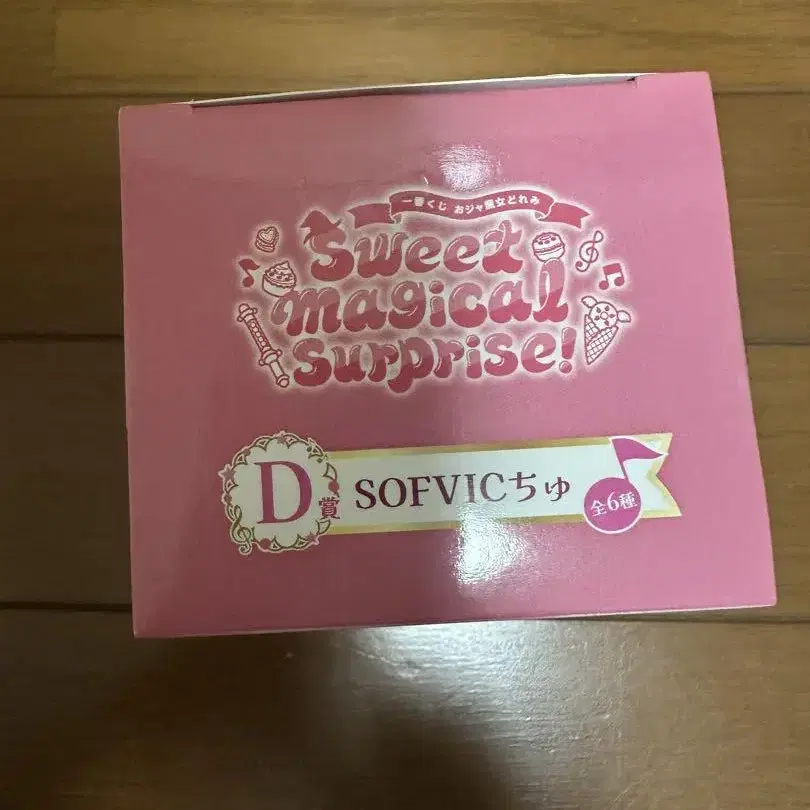 一番くじ おジャ魔女どれみ
Sweet
magical
surprise!
D賞 SOFVICちゅ 全6種